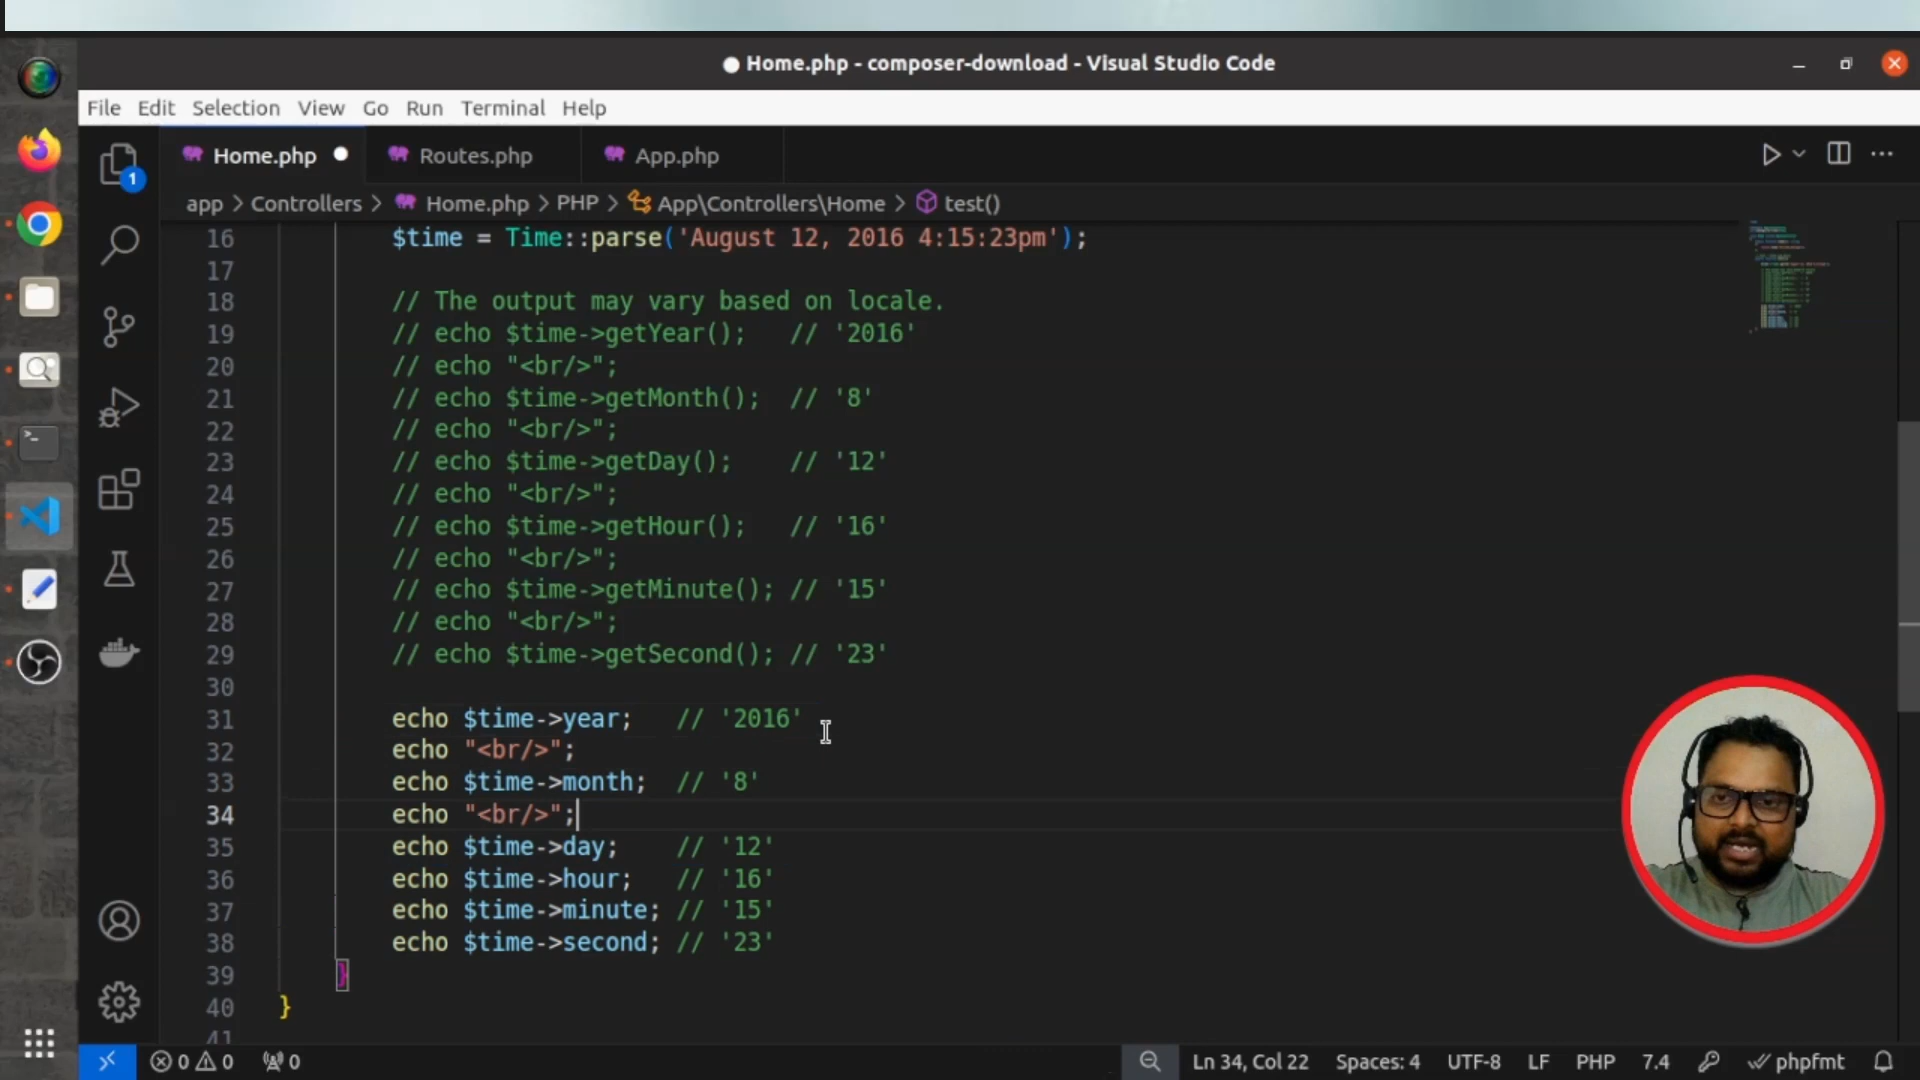 Home.php - composer-download - Visual Studio Code
File Edit Selection View Go Run Terminal Help
1
Home.php Routes.php App.php
app > Controllers > Home.php > PHP > App\Controllers\Home > test()
16 $time = Time::parse('August 12, 2016 4:15:23pm');
17
18 // The output may vary based on locale.
19 // echo $time->getYear(); // '2016'
20 // echo "<br/>";
21 // echo $time->getMonth(); // '8'
22 // echo "<br/>";
23 // echo $time->getDay(); // '12'
24 // echo "<br/>";
25 // echo $time->getHour(); // '16'
26 // echo "<br/>";
27 // echo $time->getMinute(); // '15'
28 // echo "<br/>";
29 // echo $time->getSecond(); // '23'
30
31 echo $time->year; // '2016'
32 echo "<br/>";
33 echo $time->month; // '8'
34 echo "<br/>";
35 echo $time->day; // '12'
36 echo $time->hour; // '16'
37 echo $time->minute; // '15'
38 echo $time->second; // '23'
39 }
40 }
41
0 0 0 Ln 34, Col 22 Spaces: 4 UTF-8 LF PHP 7.4 phpfmt